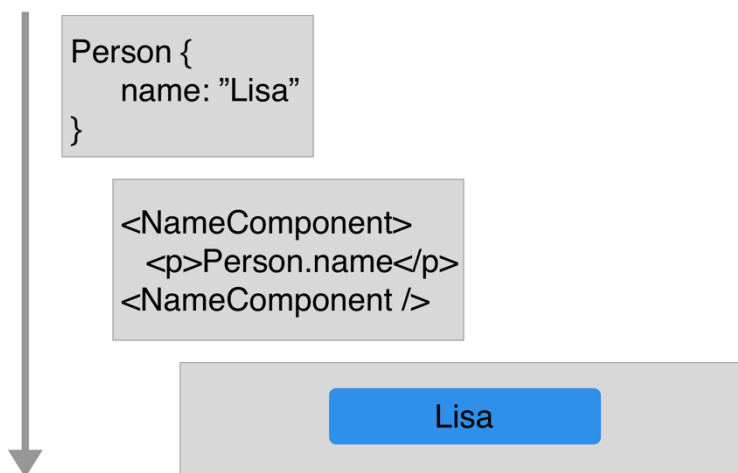 Person {
name: ”Lisa”
}
<NameComponent>
<p>Person.name</p>
<NameComponent />
Lisa